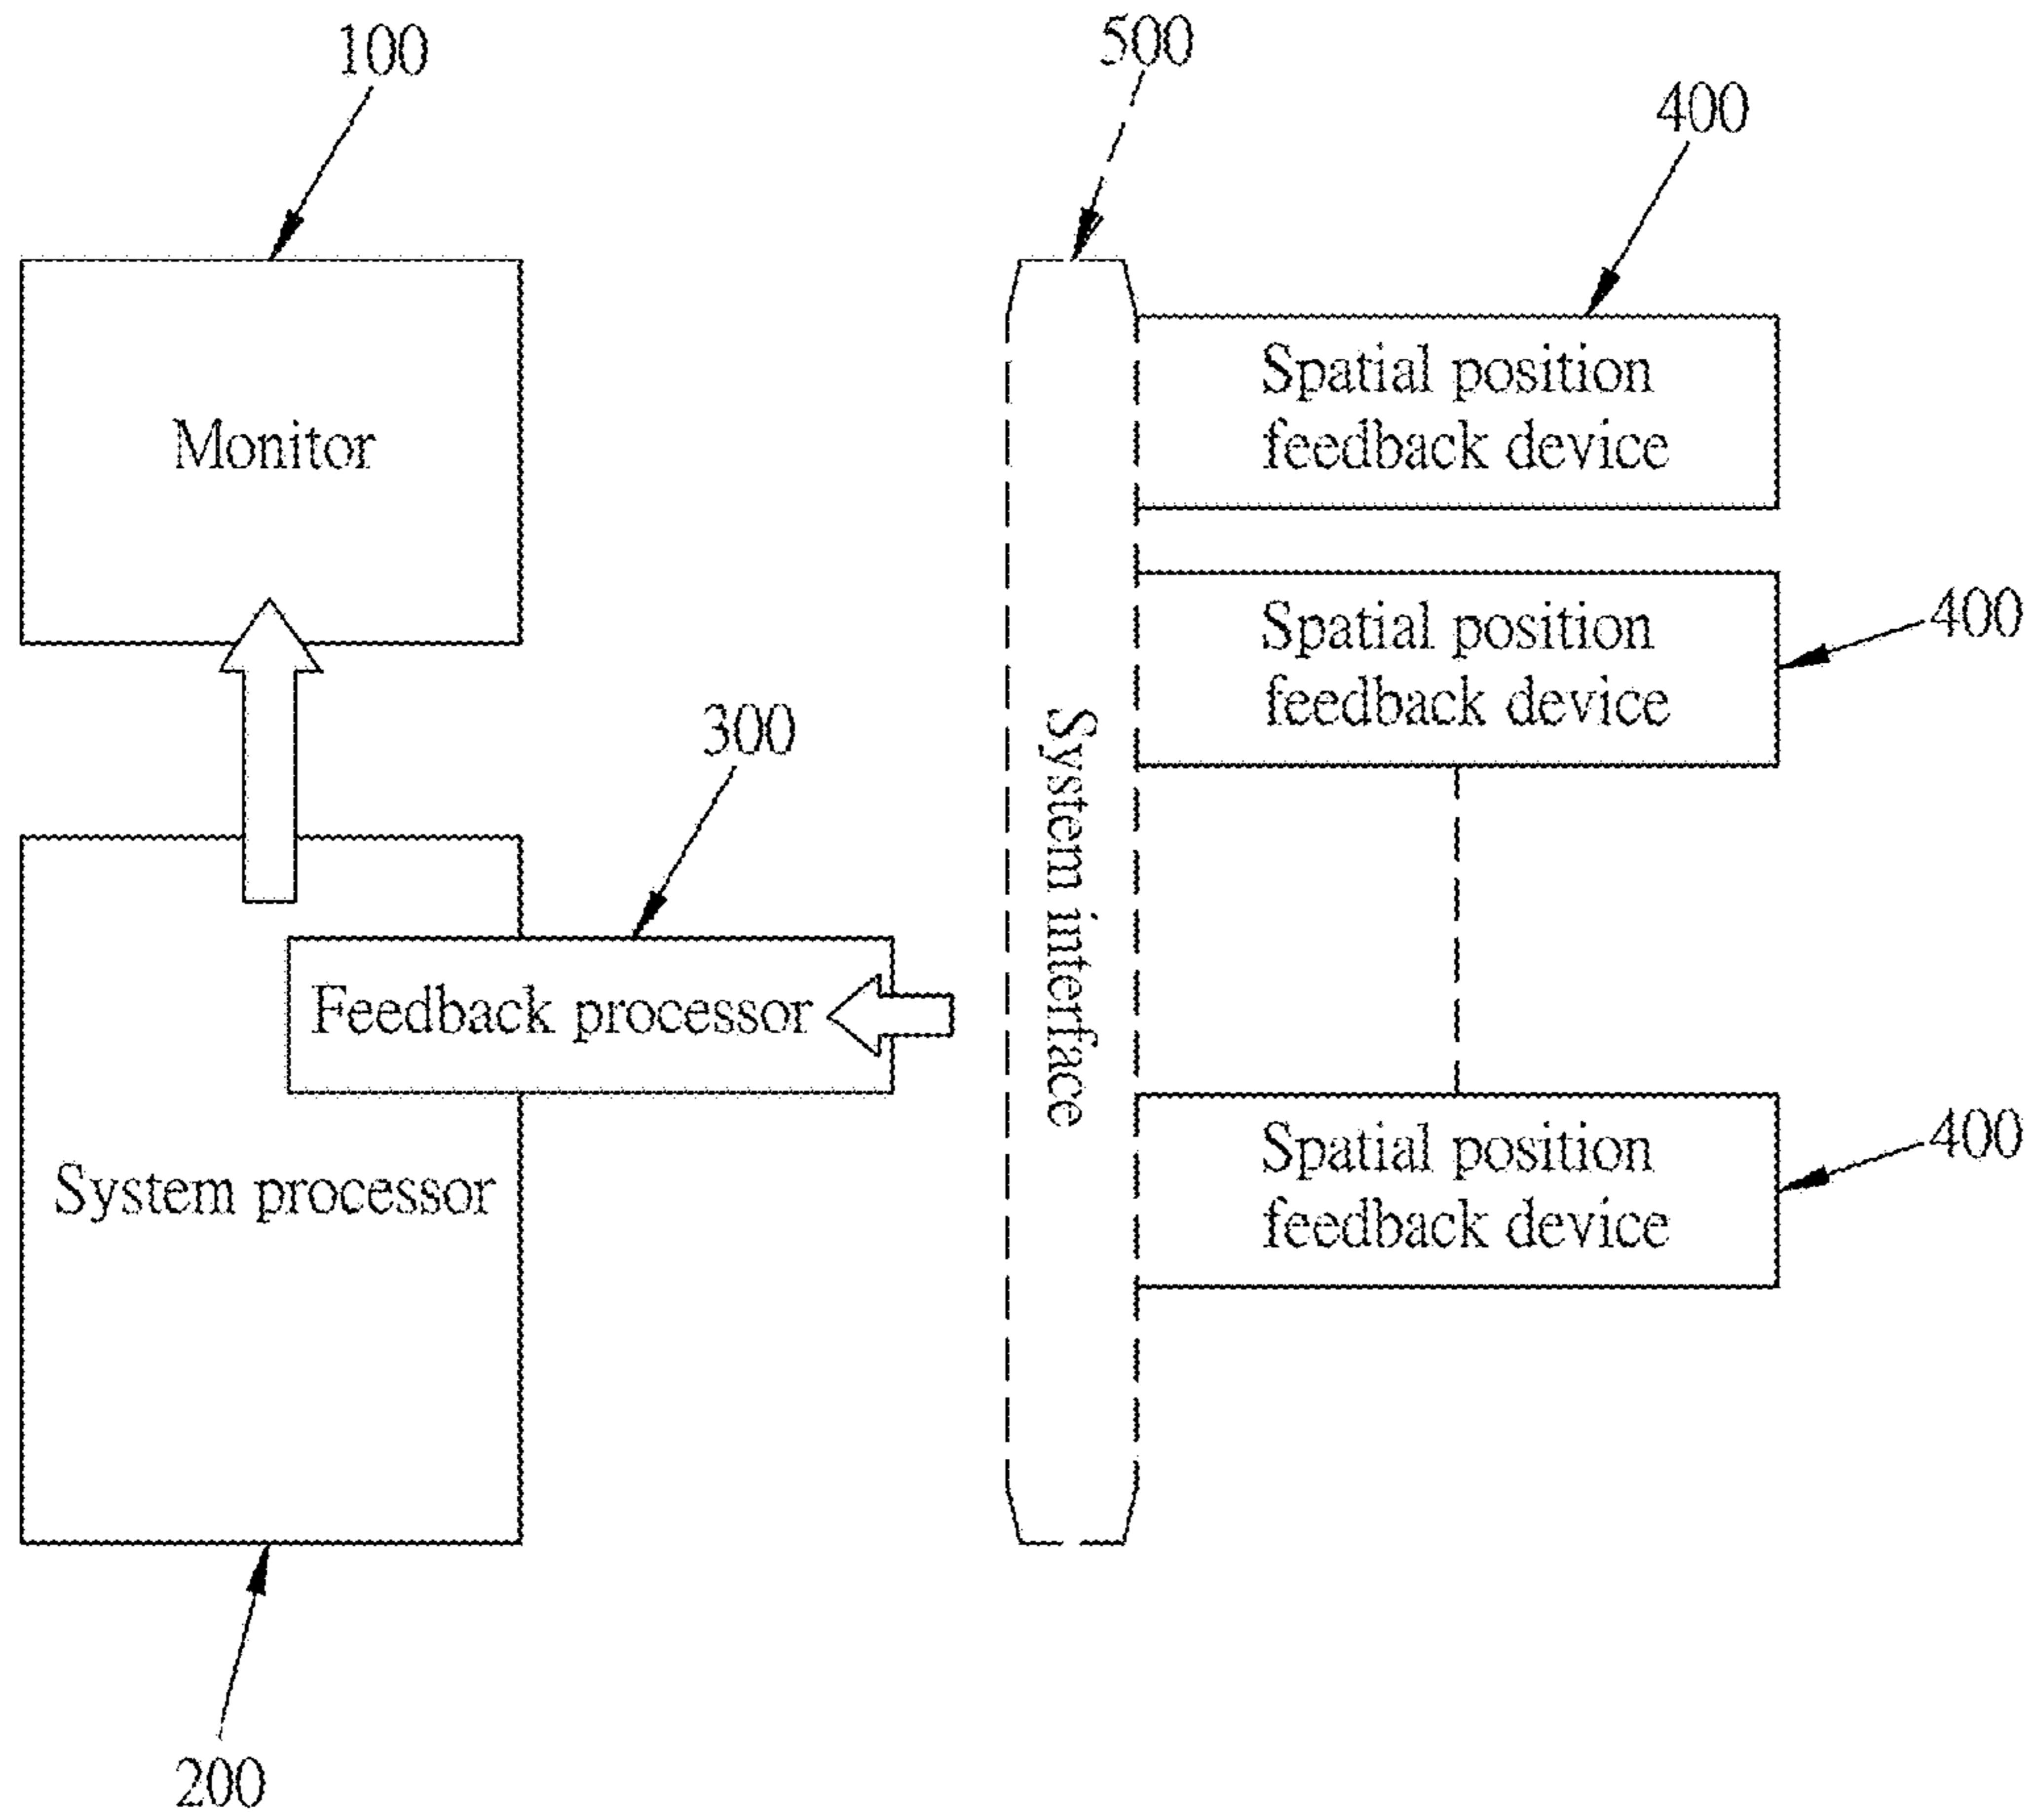 100
500
400
Monitor
Spatial position
feedback device
Spatial position
feedback device
400
300
System interface
Feedback processor
System processor
Spatial position
feedback device
400
200